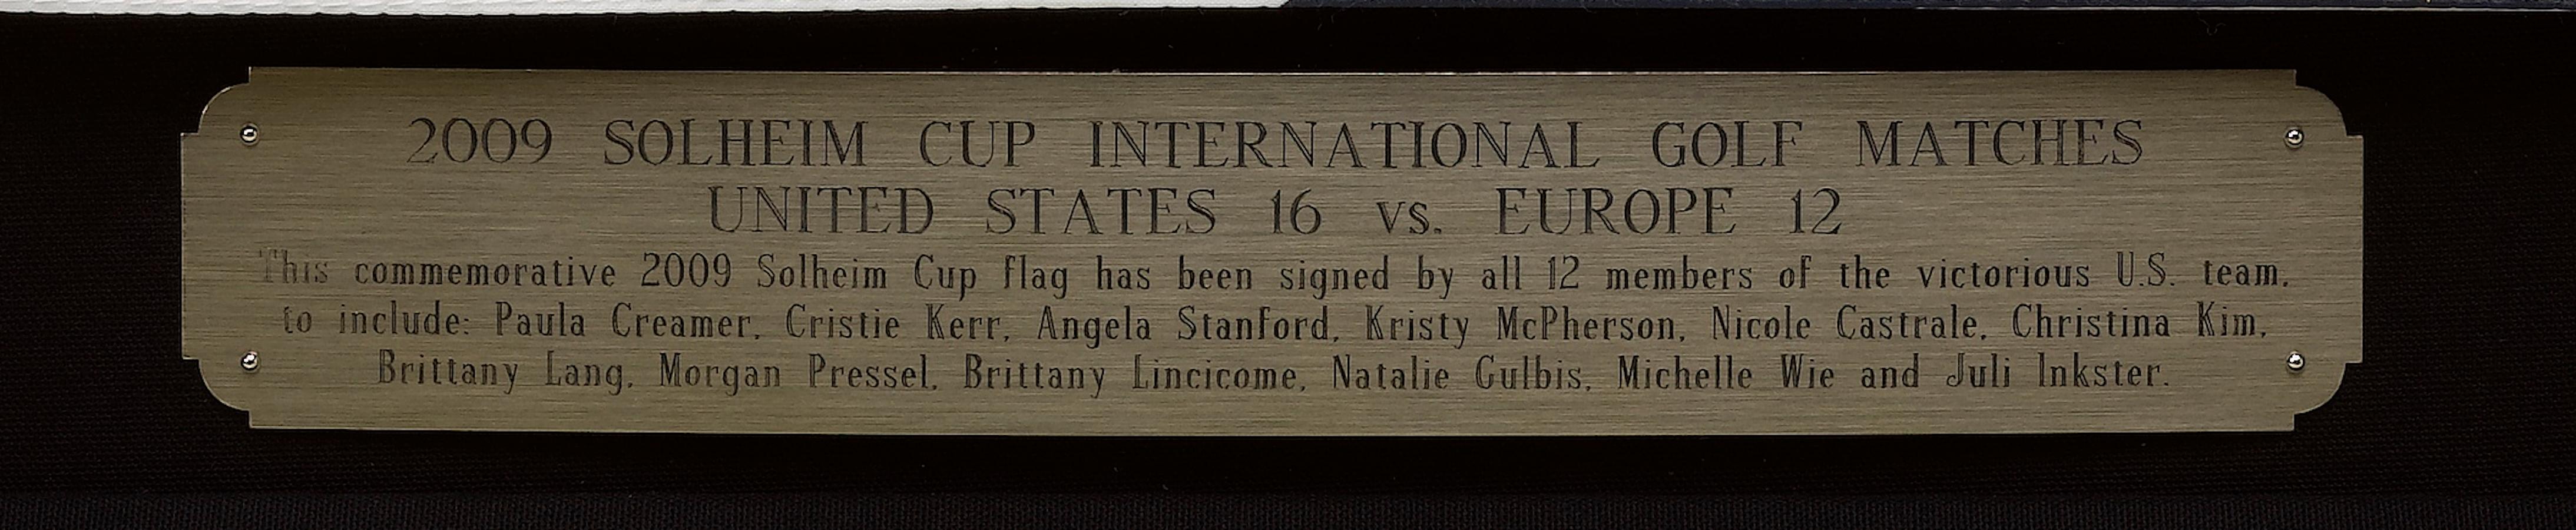 2009 SOLHEIM CUP INTERNATIONAL GOLF MATCHES
UNITED STATES 16 vs. EUROPE 12
This commemorative 2009 Solheim Cup flag has been signed by all 12 members of the victorious U.S. team,
to include: Paula Creamer, Cristie Kerr, Angela Stanford, Kristy McPherson, Nicole Castrale, Christina Kim,
Brittany Lang, Morgan Pressel, Brittany Lincicome, Natalie Gulbis, Michelle Wie and Juli Inkster.